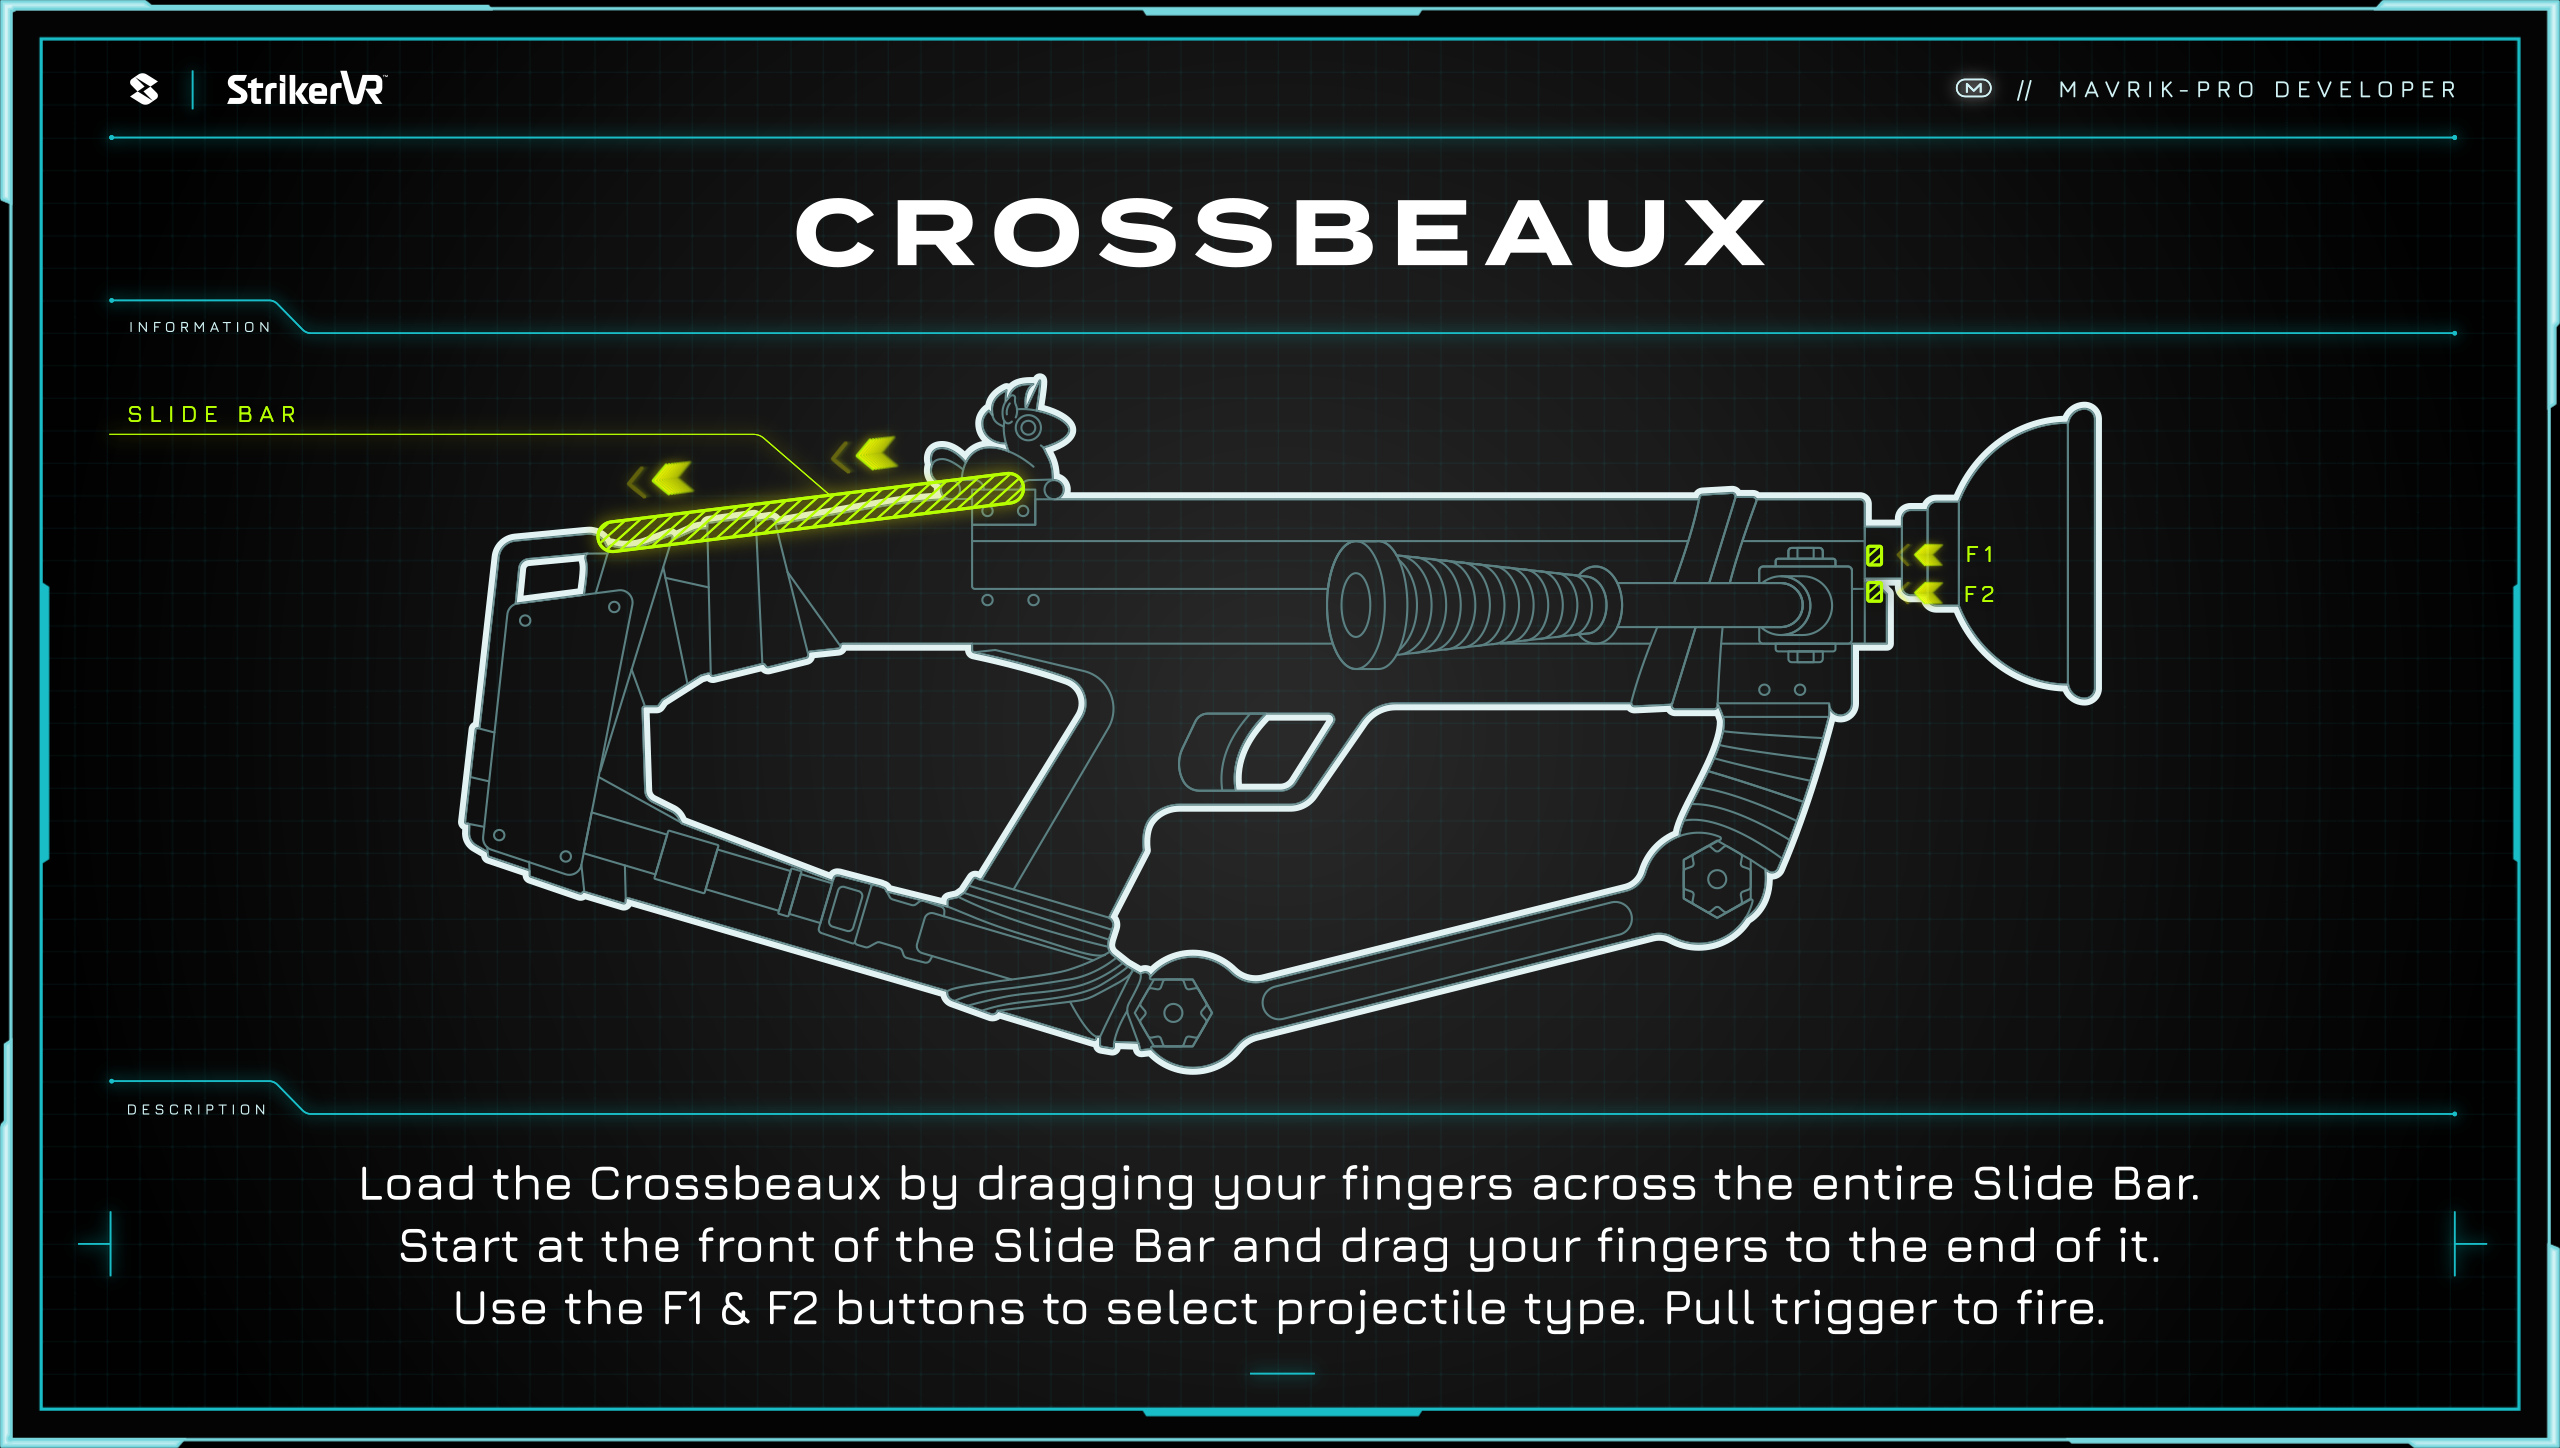 StrikerVR™
M // MAVRIK-PRO DEVELOPER
CROSSBEAUX
INFORMATION
SLIDE BAR
F1
F2
DESCRIPTION
Load the Crossbeaux by dragging your fingers across the entire Slide Bar.
Start at the front of the Slide Bar and drag your fingers to the end of it.
Use the F1 & F2 buttons to select projectile type. Pull trigger to fire.